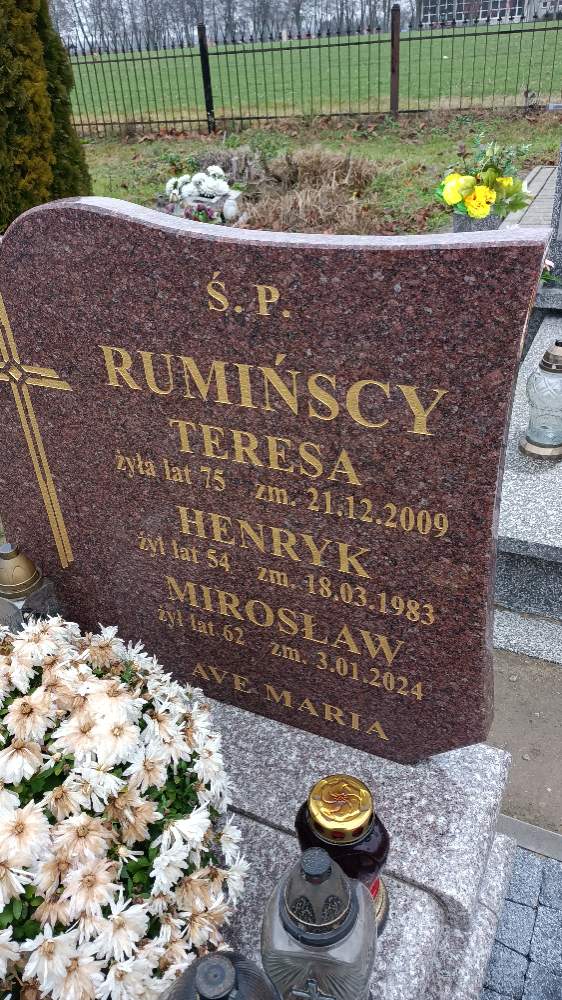 Ś. P.
RUMIŃSCY
TERESA
żyła lat 75 zm. 21.12.2009
HENRYK
żył lat 54 zm. 18.03.1983
MIROSŁAW
żył lat 62 zm. 3.01.2024
AVE MARIA